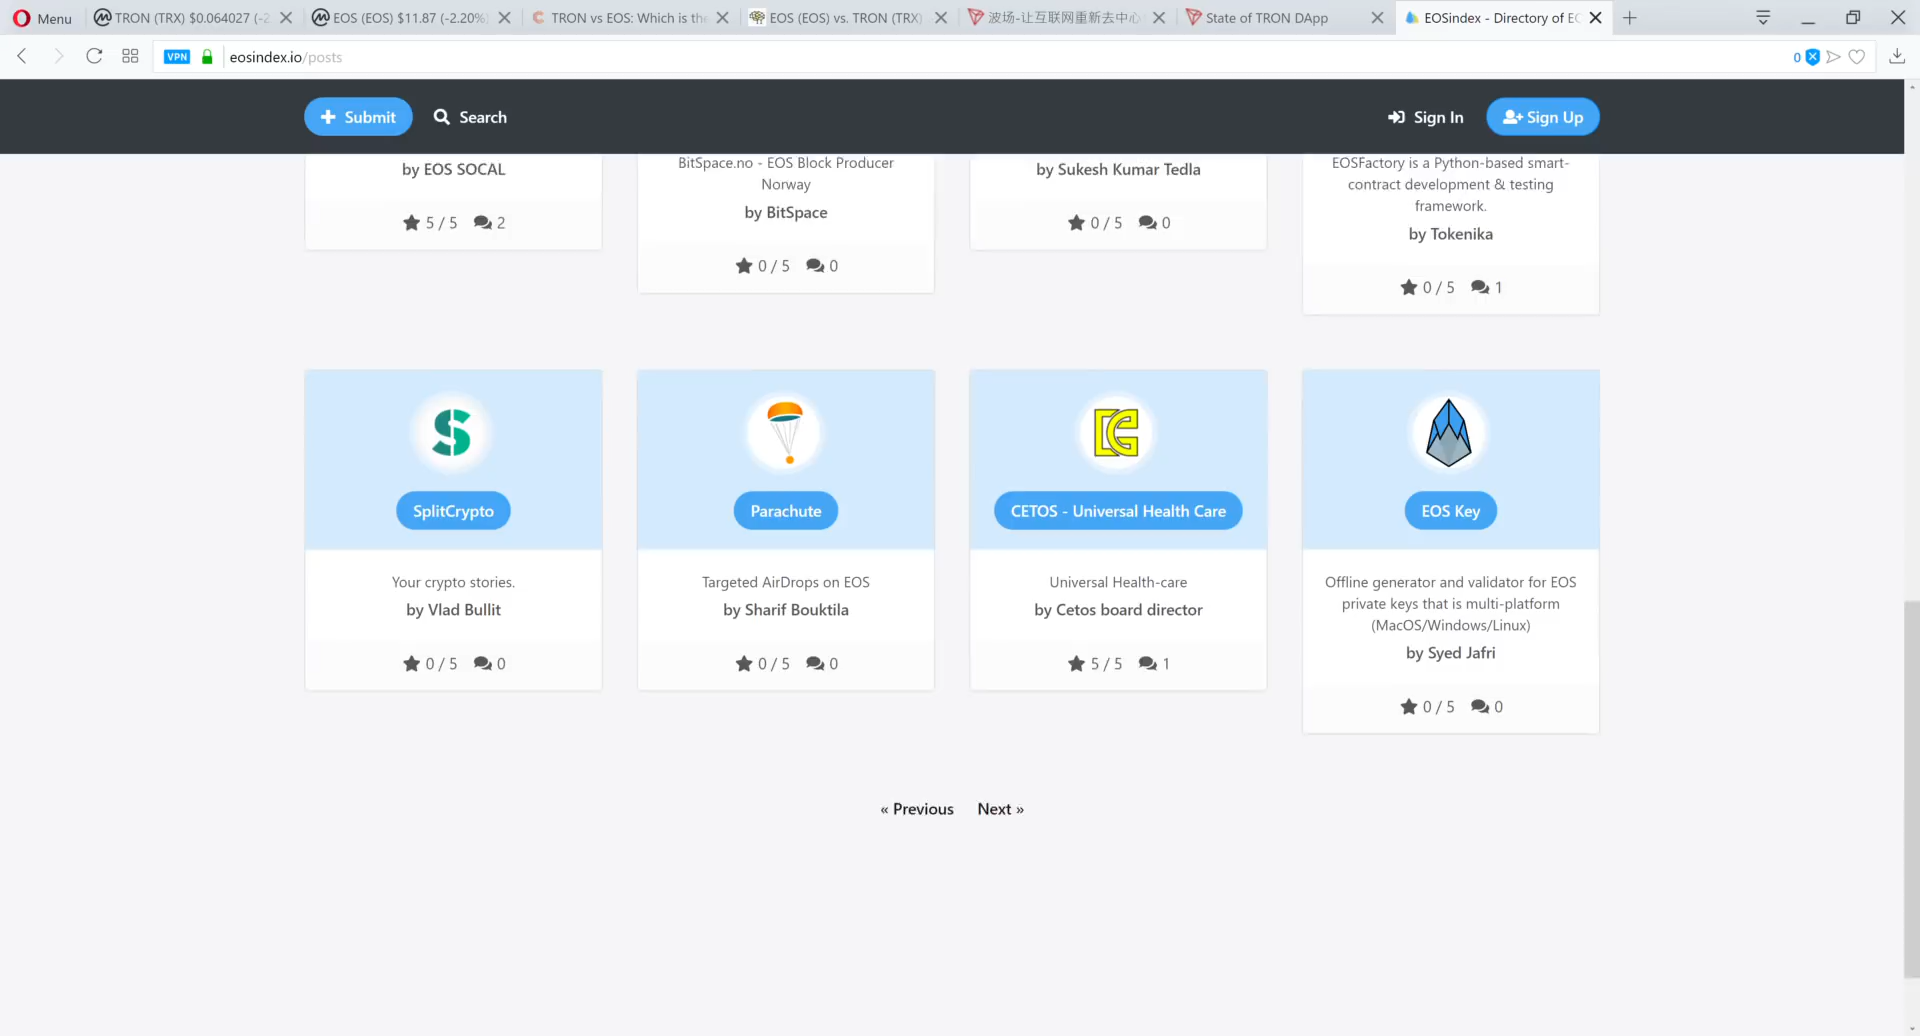 Menu
TRON (TRX) $0.064027 (-2
EOS (EOS) $11.87 (-2.20%
TRON vs EOS: Which is the
EOS (EOS) vs. TRON (TRX)
波场-让互联网重新去中心
State of TRON DApp
EOSindex - Directory of EO
VPN
eosindex.io/posts
0
Submit
Search
Sign In
Sign Up
by EOS SOCAL
5 / 5 2
BitSpace.no - EOS Block Producer
Norway
by BitSpace
0 / 5 0
by Sukesh Kumar Tedla
0 / 5 0
EOSFactory is a Python-based smart-
contract development & testing
framework.
by Tokenika
0 / 5 1
SplitCrypto
Your crypto stories.
by Vlad Bullit
0 / 5 0
Parachute
Targeted AirDrops on EOS
by Sharif Bouktila
0 / 5 0
CETOS - Universal Health Care
Universal Health-care
by Cetos board director
5 / 5 1
EOS Key
Offline generator and validator for EOS
private keys that is multi-platform
(MacOS/Windows/Linux)
by Syed Jafri
0 / 5 0
« Previous Next »